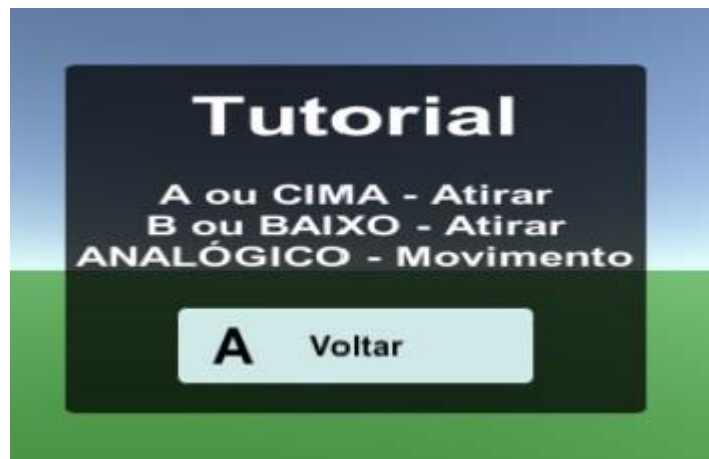 Tutorial
A ou CIMA - Atirar
B ou BAIXO - Atirar
ANALÓGICO - Movimento
A Voltar